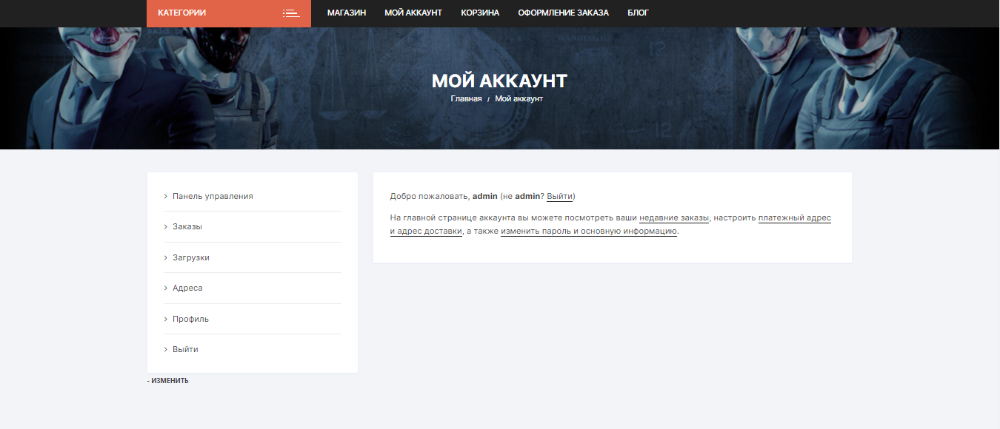 КАТЕГОРИИ
МАГАЗИН МОЙ АККАУНТ КОРЗИНА ОФОРМЛЕНИЕ ЗАКАЗА БЛОГ
МОЙ АККАУНТ
Главная / Мой аккаунт
Панель управления
Заказы
Загрузки
Адреса
Профиль
Выйти
- ИЗМЕНИТЬ
Добро пожаловать, admin (не admin? Выйти)
На главной странице аккаунта вы можете посмотреть ваши недавние заказы, настроить платежный адрес
и адрес доставки, а также изменить пароль и основную информацию.